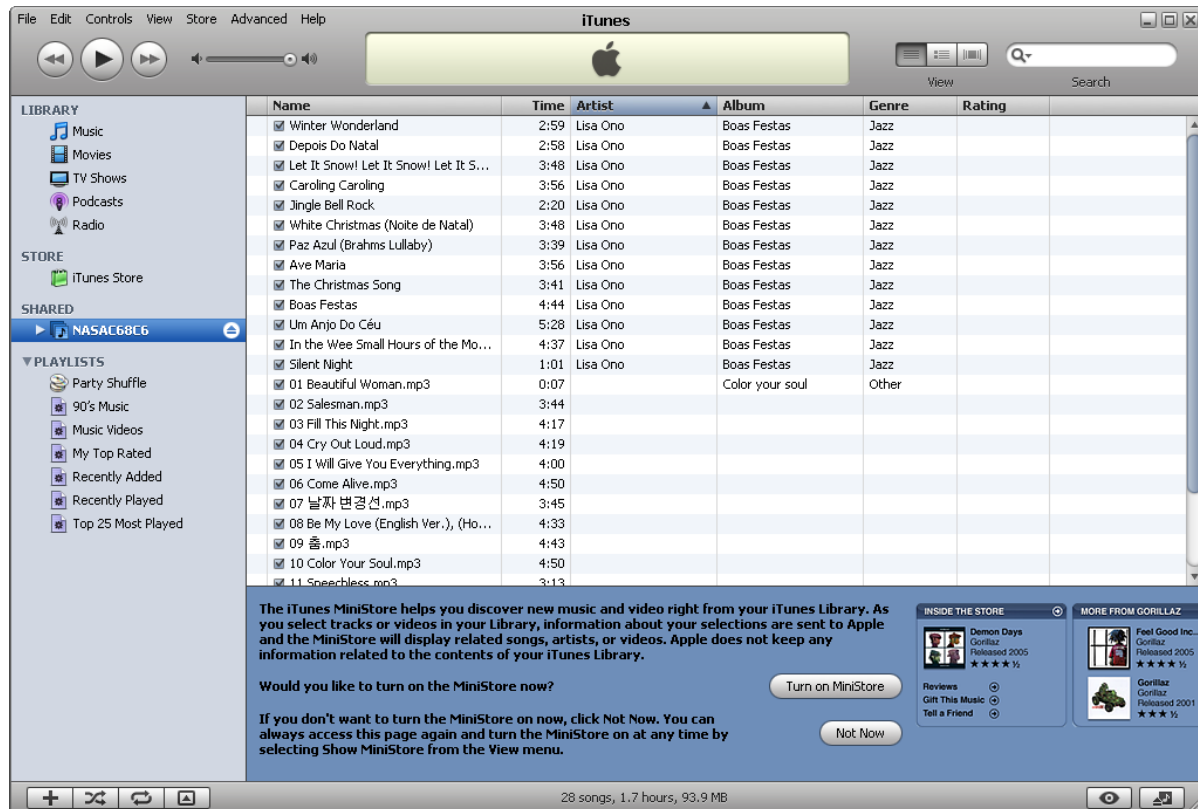 File Edit Controls View Store Advanced Help
iTunes
View
Search
LIBRARY
Music
Movies
TV Shows
Podcasts
Radio
STORE
iTunes Store
SHARED
NASAC68C6
PLAYLISTS
Party Shuffle
90's Music
Music Videos
My Top Rated
Recently Added
Recently Played
Top 25 Most Played
Name Time Artist Album Genre Rating
Winter Wonderland 2:59 Lisa Ono Boas Festas Jazz
Depois Do Natal 2:58 Lisa Ono Boas Festas Jazz
Let It Snow! Let It Snow! Let It S... 3:48 Lisa Ono Boas Festas Jazz
Caroling Caroling 3:56 Lisa Ono Boas Festas Jazz
Jingle Bell Rock 2:20 Lisa Ono Boas Festas Jazz
White Christmas (Noite de Natal) 3:48 Lisa Ono Boas Festas Jazz
Paz Azul (Brahms Lullaby) 3:39 Lisa Ono Boas Festas Jazz
Ave Maria 3:56 Lisa Ono Boas Festas Jazz
The Christmas Song 3:41 Lisa Ono Boas Festas Jazz
Boas Festas 4:44 Lisa Ono Boas Festas Jazz
Um Anjo Do Céu 5:28 Lisa Ono Boas Festas Jazz
In the Wee Small Hours of the Mo... 4:37 Lisa Ono Boas Festas Jazz
Silent Night 1:01 Lisa Ono Boas Festas Jazz
01 Beautiful Woman.mp3 0:07 Color your soul Other
02 Salesman.mp3 3:44
03 Fill This Night.mp3 4:17
04 Cry Out Loud.mp3 4:19
05 I Will Give You Everything.mp3 4:00
06 Come Alive.mp3 4:50
07 날짜 변경선.mp3 3:45
08 Be My Love (English Ver.), (Ho... 4:33
09 춤.mp3 4:43
10 Color Your Soul.mp3 4:50
11 Speechless.mp3 3:13
The iTunes MiniStore helps you discover new music and video right from your iTunes Library. As
you select tracks or videos in your Library, information about your selections are sent to Apple
and the MiniStore will display related songs, artists, or videos. Apple does not keep any
information related to the contents of your iTunes Library.
Would you like to turn on the MiniStore now?
Turn on MiniStore
If you don't want to turn the MiniStore on now, click Not Now. You can
always access this page again and turn the MiniStore on at any time by
selecting Show MiniStore from the View menu.
Not Now
INSIDE THE STORE
Demon Days
Gorillaz
Released 2005
Reviews
Gift This Music
Tell a Friend
MORE FROM GORILLAZ
Feel Good Inc...
Gorillaz
Released 2005
Gorillaz
Gorillaz
Released 2001
28 songs, 1.7 hours, 93.9 MB